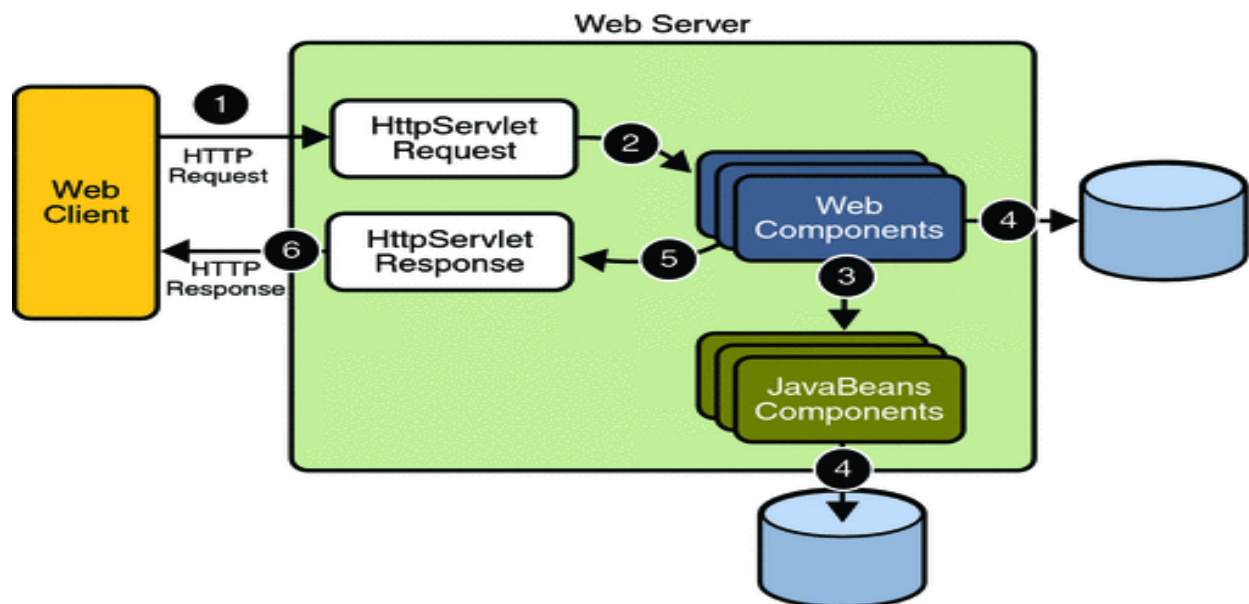 Web Server
1
HTTP
Request
Web
Client
HttpServlet
Request
2
Web
Components
4
HttpServlet
Response
5
6
HTTP
Response
3
JavaBeans
Components
4